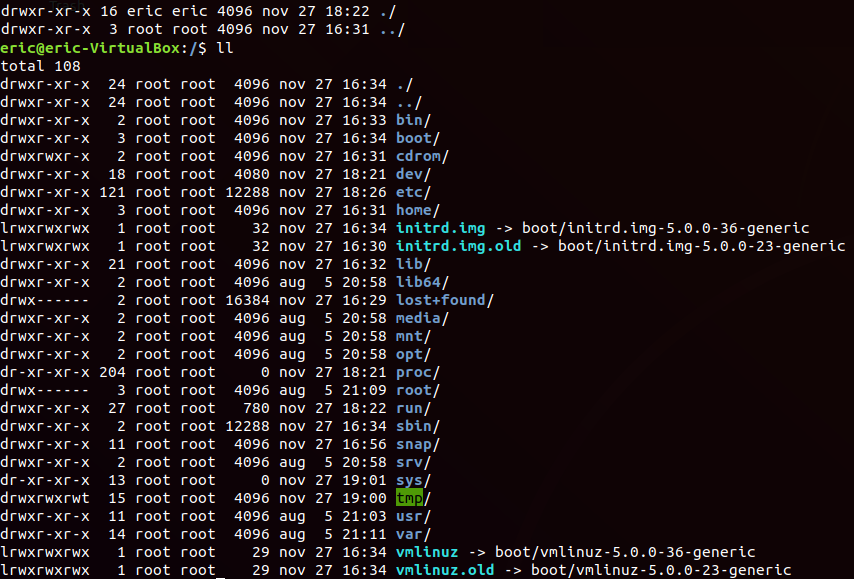 drwxr-xr-x 16 eric eric 4096 nov 27 18:22 ./
drwxr-xr-x  3 root root 4096 nov 27 16:31 ../
eric@eric-VirtualBox:/$ ll
total 108
drwxr-xr-x  24 root root  4096 nov 27 16:34 ./
drwxr-xr-x  24 root root  4096 nov 27 16:34 ../
drwxr-xr-x   2 root root  4096 nov 27 16:33 bin/
drwxr-xr-x   3 root root  4096 nov 27 16:34 boot/
drwxrwxr-x   2 root root  4096 nov 27 16:31 cdrom/
drwxr-xr-x  18 root root  4080 nov 27 18:21 dev/
drwxr-xr-x 121 root root 12288 nov 27 18:26 etc/
drwxr-xr-x   3 root root  4096 nov 27 16:31 home/
lrwxrwxrwx   1 root root    32 nov 27 16:34 initrd.img -> boot/initrd.img-5.0.0-36-generic
lrwxrwxrwx   1 root root    32 nov 27 16:30 initrd.img.old -> boot/initrd.img-5.0.0-23-generic
drwxr-xr-x  21 root root  4096 nov 27 16:32 lib/
drwxr-xr-x   2 root root  4096 aug  5 20:58 lib64/
drwx------   2 root root 16384 nov 27 16:29 lost+found/
drwxr-xr-x   2 root root  4096 aug  5 20:58 media/
drwxr-xr-x   2 root root  4096 aug  5 20:58 mnt/
drwxr-xr-x   2 root root  4096 aug  5 20:58 opt/
dr-xr-xr-x 204 root root     0 nov 27 18:21 proc/
drwx------   3 root root  4096 aug  5 21:09 root/
drwxr-xr-x  27 root root   780 nov 27 18:22 run/
drwxr-xr-x   2 root root 12288 nov 27 16:34 sbin/
drwxr-xr-x  11 root root  4096 nov 27 16:56 snap/
drwxr-xr-x   2 root root  4096 aug  5 20:58 srv/
dr-xr-xr-x  13 root root     0 nov 27 19:01 sys/
drwxrwxrwt  15 root root  4096 nov 27 19:00 tmp/
drwxr-xr-x  11 root root  4096 aug  5 21:03 usr/
drwxr-xr-x  14 root root  4096 aug  5 21:11 var/
lrwxrwxrwx   1 root root    29 nov 27 16:34 vmlinuz -> boot/vmlinuz-5.0.0-36-generic
lrwxrwxrwx   1 root root    29 nov 27 16:34 vmlinuz.old -> boot/vmlinuz-5.0.0-23-generic